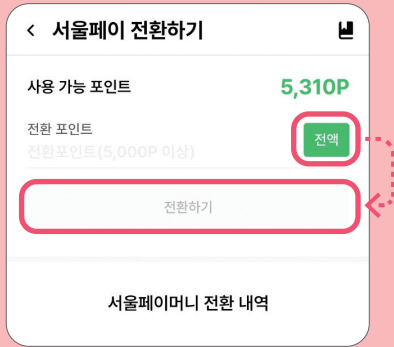 서울페이 전환하기
사용 가능 포인트 5,310P
전환 포인트
전환포인트(5,000P 이상)
전액
전환하기
서울페이머니 전환 내역